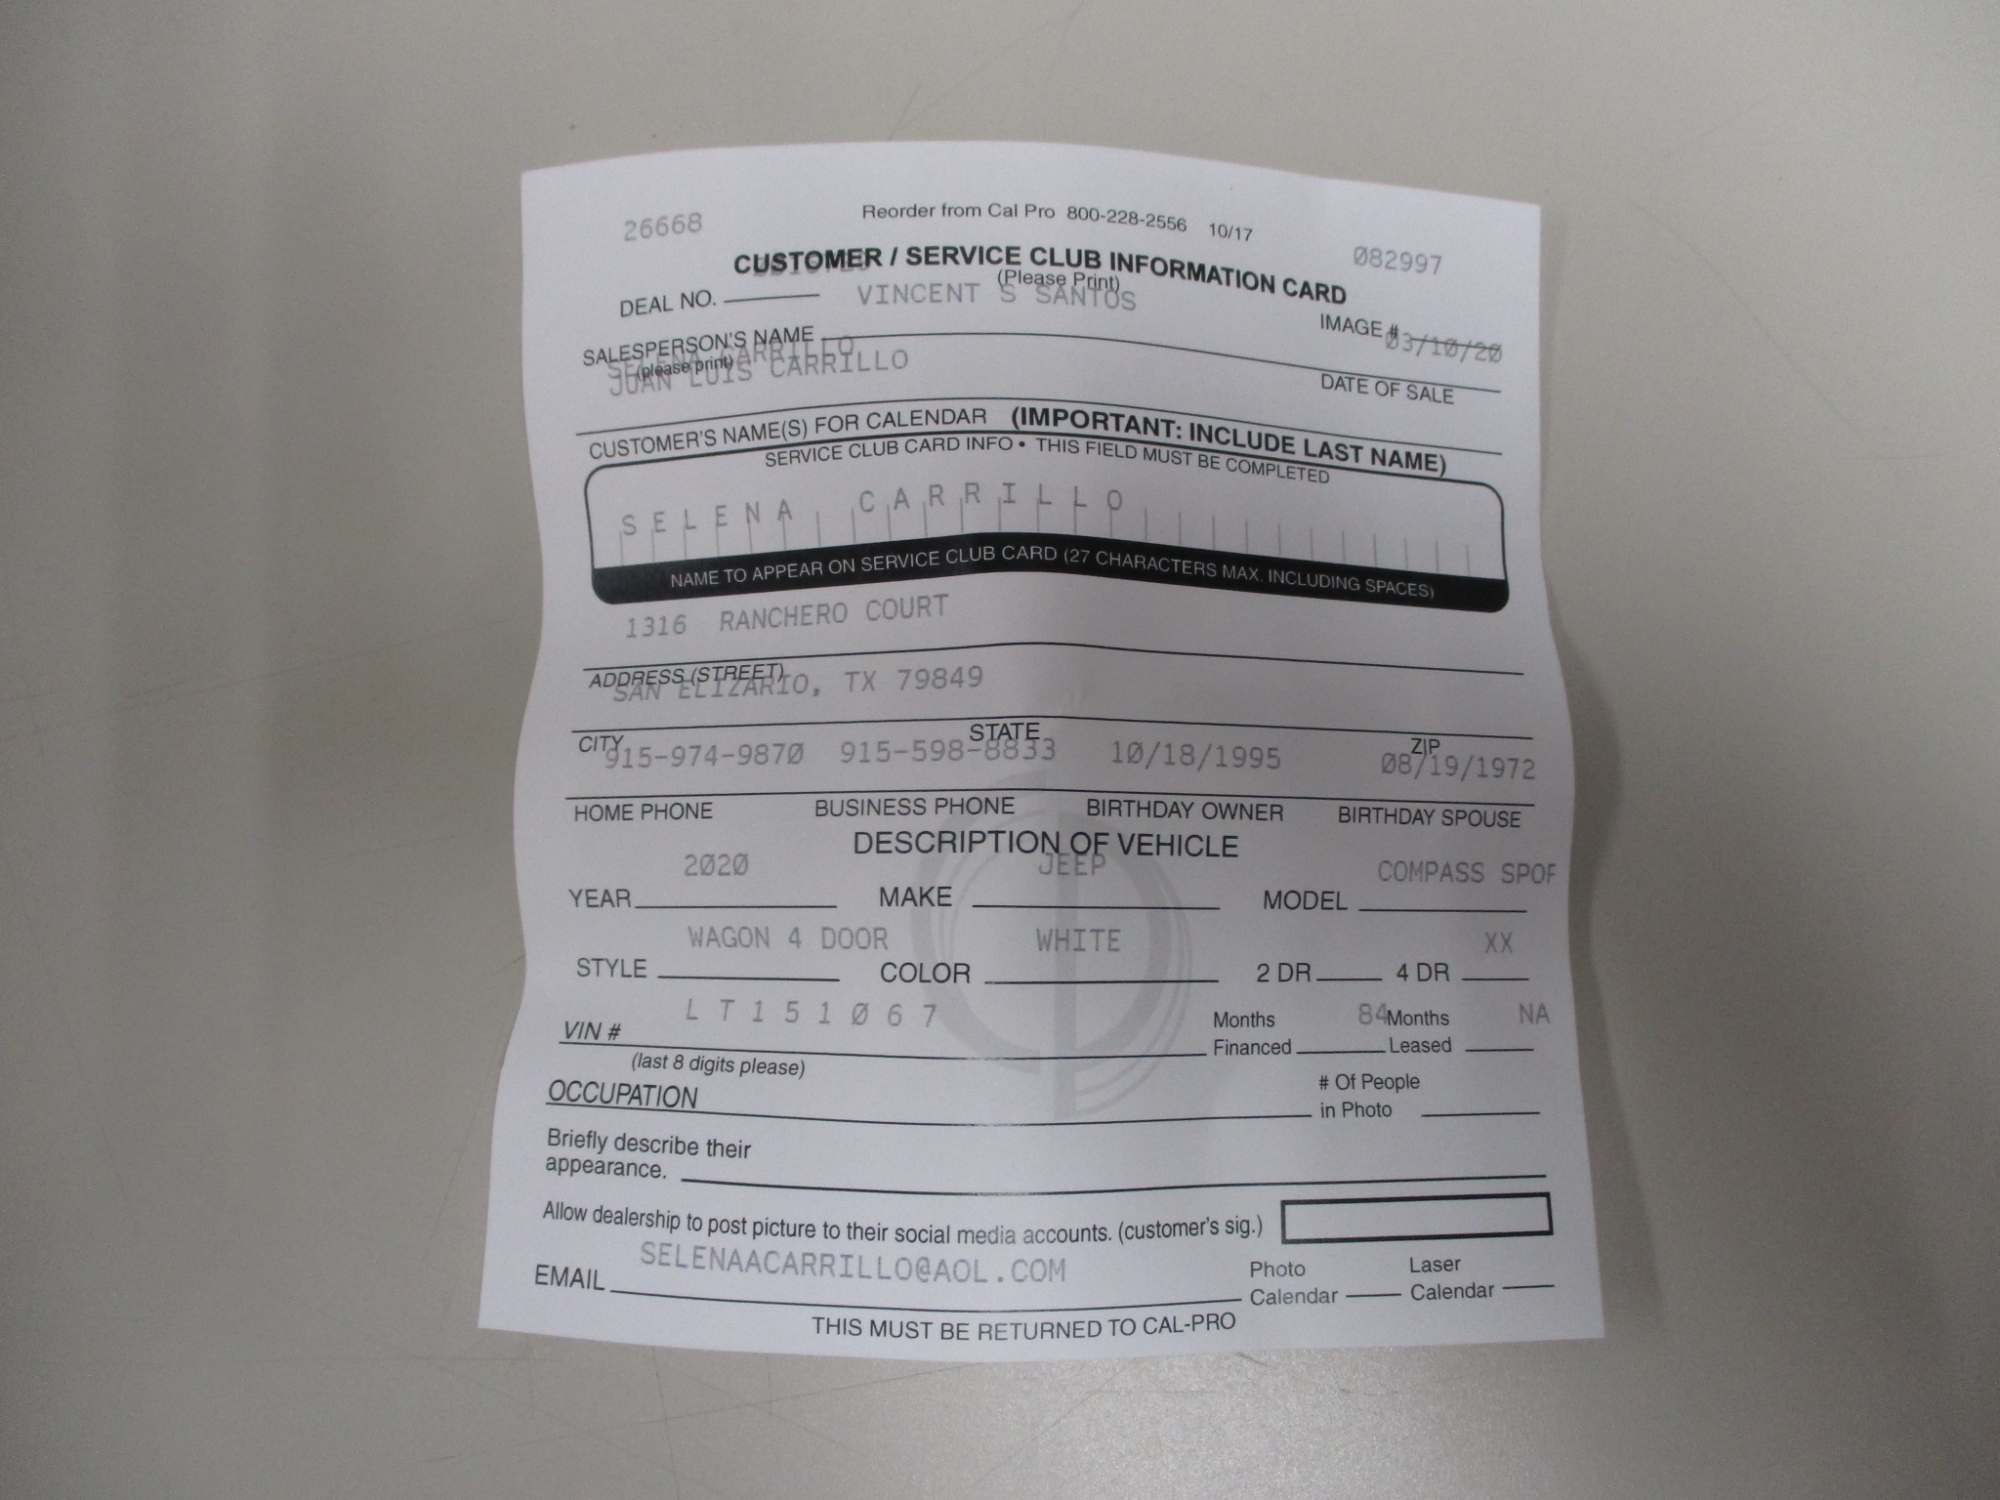 Reorder from Cal Pro 800-228-2556 10/17
26668
082997
CUSTOMER / SERVICE CLUB INFORMATION CARD
(Please Print)
DEAL NO.
VINCENT S SANTOS
IMAGE #
SALESPERSON'S NAME
03/10/20
(please print)
SELENA CARRILLO
JUAN LUIS CARRILLO
DATE OF SALE
CUSTOMER'S NAME(S) FOR CALENDAR (IMPORTANT: INCLUDE LAST NAME)
SERVICE CLUB CARD INFO • THIS FIELD MUST BE COMPLETED
SELENA CARRILLO
NAME TO APPEAR ON SERVICE CLUB CARD (27 CHARACTERS MAX. INCLUDING SPACES)
1316 RANCHERO COURT
ADDRESS (STREET)
SAN ELIZARIO, TX 79849
CITY STATE ZIP
915-974-9870 915-598-8833 10/18/1995 08/19/1972
HOME PHONE BUSINESS PHONE BIRTHDAY OWNER BIRTHDAY SPOUSE
DESCRIPTION OF VEHICLE
2020 JEEP COMPASS SPOR
YEAR MAKE MODEL
WAGON 4 DOOR WHITE XX
STYLE COLOR 2 DR 4 DR
LT151067 84 NA
VIN # Months Financed Months Leased
(last 8 digits please)
OCCUPATION # Of People in Photo
Briefly describe their
appearance.
Allow dealership to post picture to their social media accounts. (customer's sig.)
SELENAACARRILLO@AOL.COM
EMAIL Photo Calendar Laser Calendar
THIS MUST BE RETURNED TO CAL-PRO